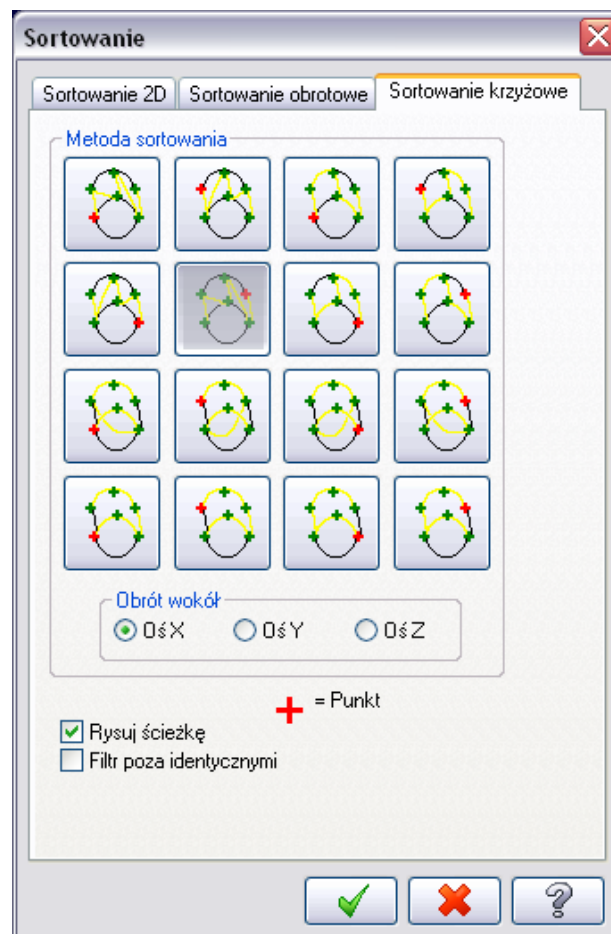 Sortowanie
Sortowanie 2D Sortowanie obrotowe Sortowanie krzyżowe
Metoda sortowania
Obrót wokół
Oś X Oś Y Oś Z
= Punkt
Rysuj ścieżkę
Filtr poza identycznymi